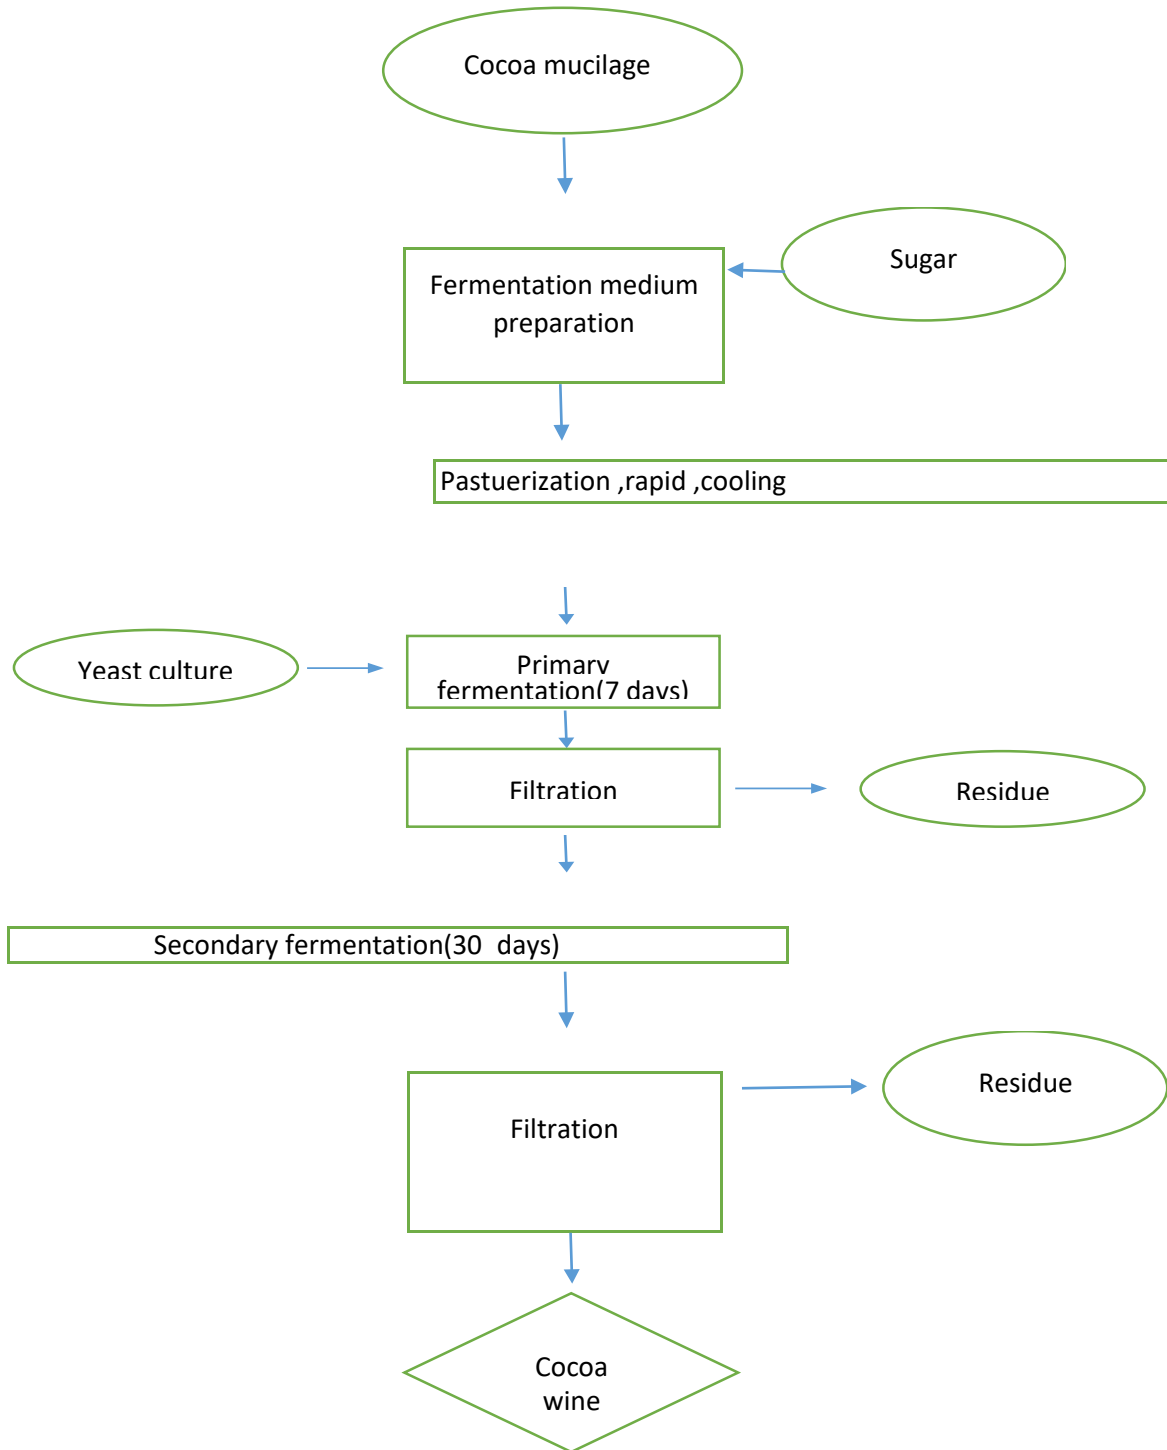 Cocoa mucilage
Sugar
Fermentation medium
preparation
Pastuerization ,rapid ,cooling
Yeast culture
Primary
fermentation(7 days)
Filtration
Residue
Secondary fermentation(30  days)
Residue
Filtration
Cocoa
wine